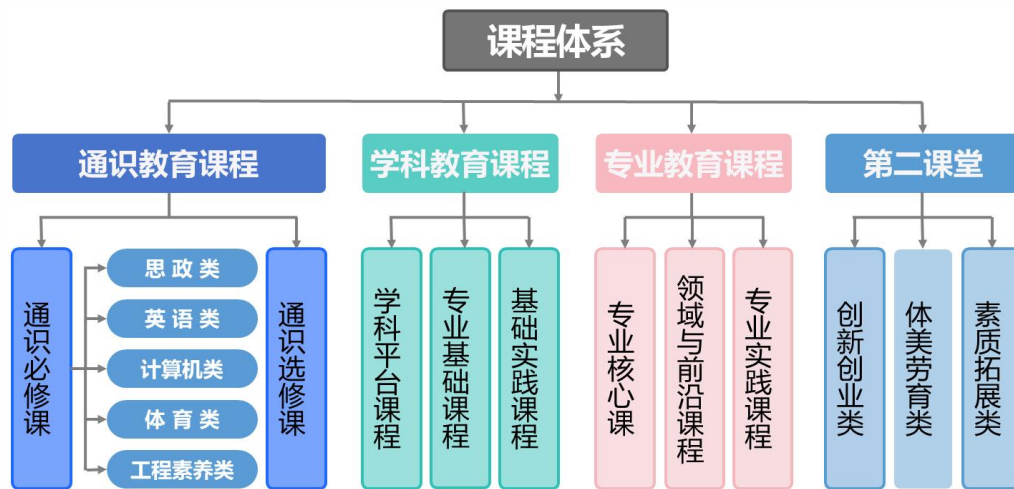 课程体系
通识教育课程
学科教育课程
专业教育课程
第二课堂
通识必修课
思政类
英语类
计算机类
体育类
工程素养类
通识选修课
学科平台课程
专业基础课程
基础实践课程
专业核心课
领域与前沿课程
专业实践课程
创新创业类
体美劳育类
素质拓展类